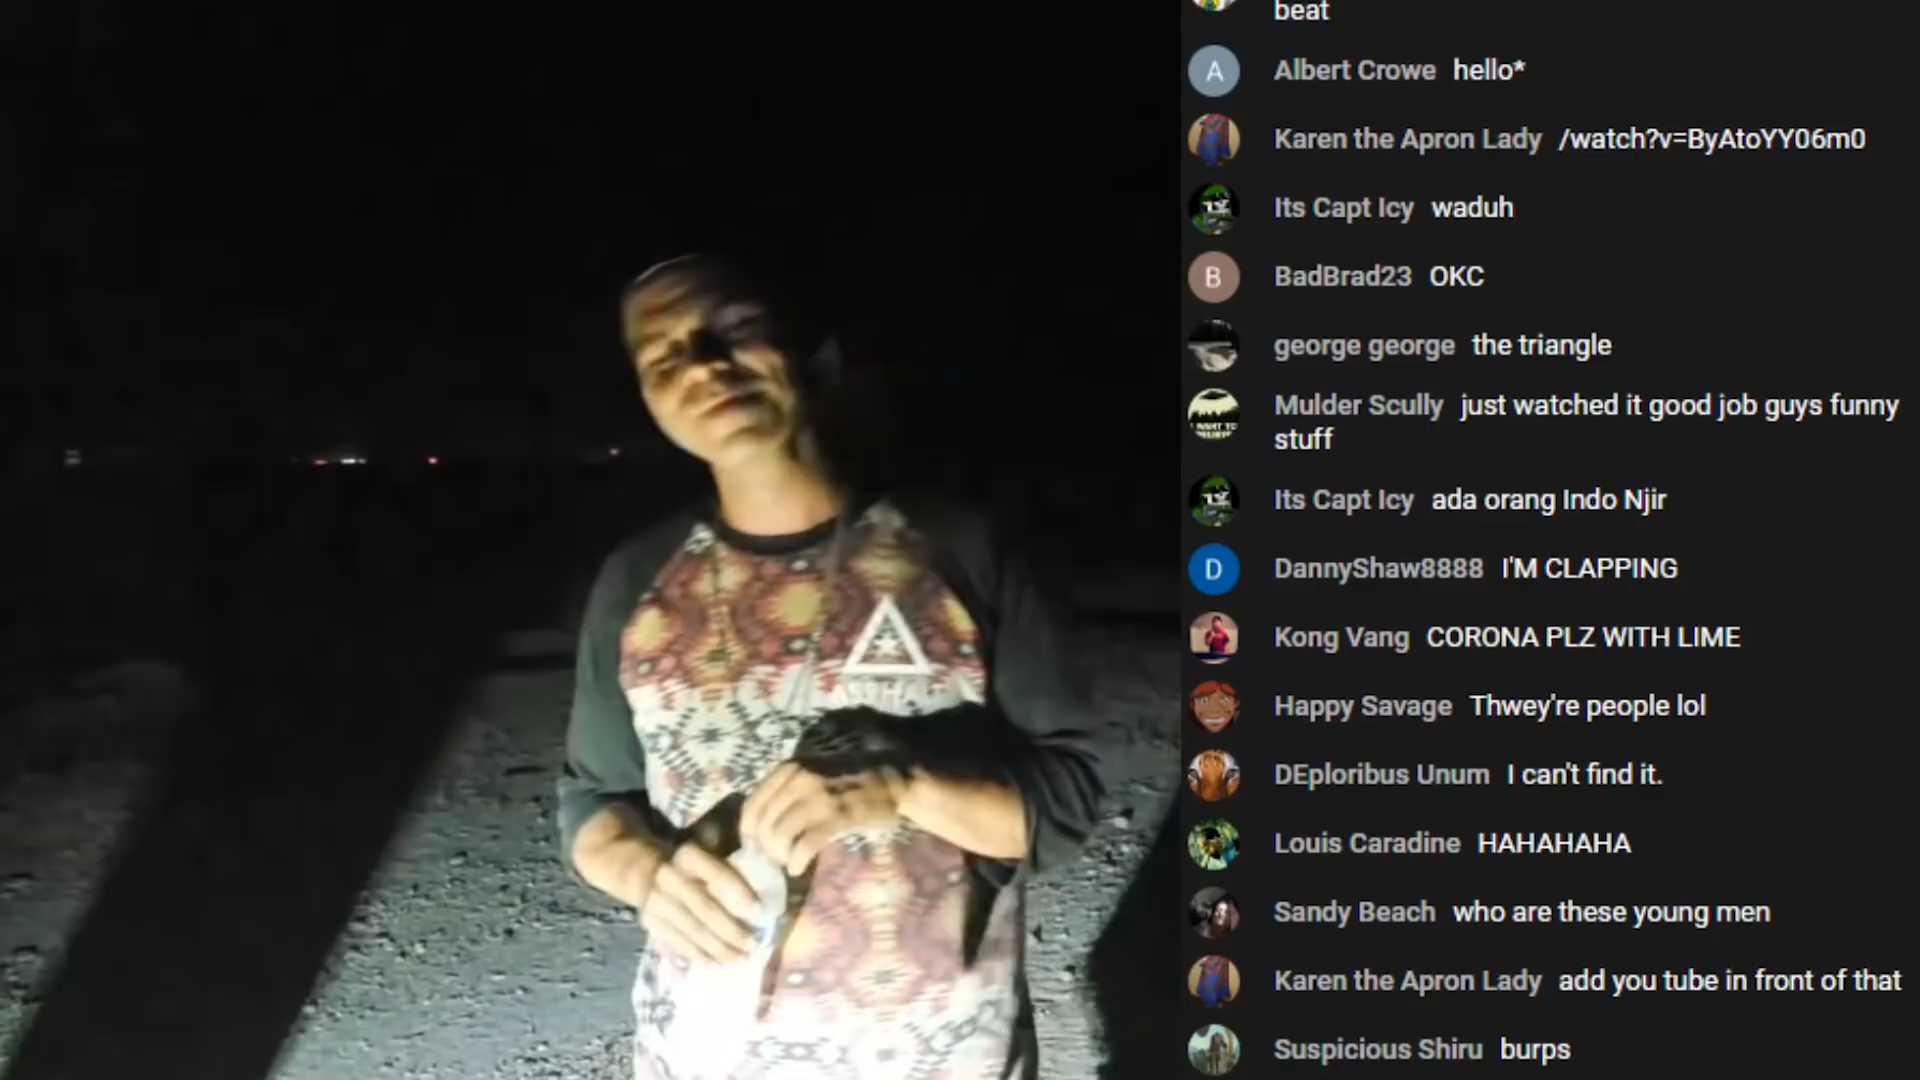 beat
A
Albert Crowe hello*
Karen the Apron Lady /watch?v=ByAtoYY06m0
Its Capt Icy waduh
B
BadBrad23 OKC
george george the triangle
Mulder Scully just watched it good job guys funny
stuff
Its Capt Icy ada orang Indo Njir
D
DannyShaw8888 I'M CLAPPING
Kong Vang CORONA PLZ WITH LIME
Happy Savage Thwey're people lol
DEploribus Unum I can't find it.
Louis Caradine HAHAHAHA
Sandy Beach who are these young men
Karen the Apron Lady add you tube in front of that
Suspicious Shiru burps